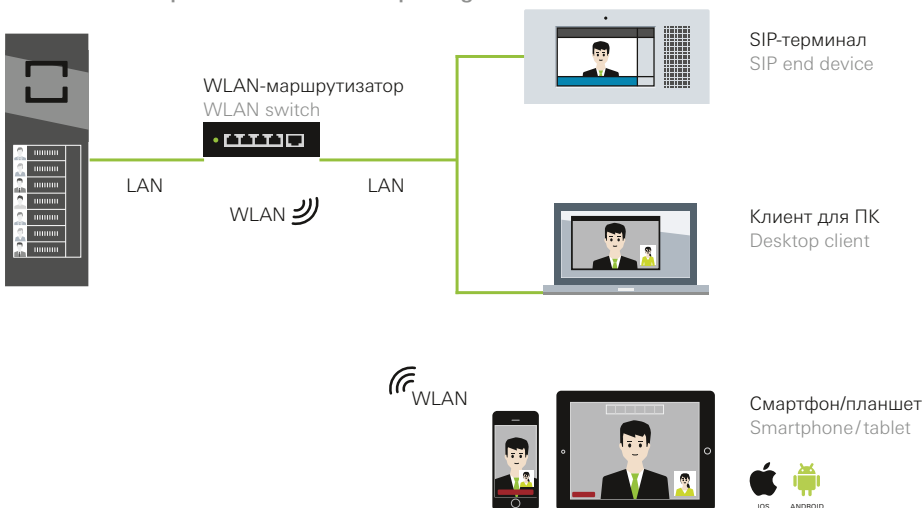 SIP-терминал
SIP end device
WLAN-маршрутизатор
WLAN switch
LAN
LAN
WLAN
Клиент для ПК
Desktop client
WLAN
Смартфон/планшет
Smartphone/tablet
iOS
ANDROID